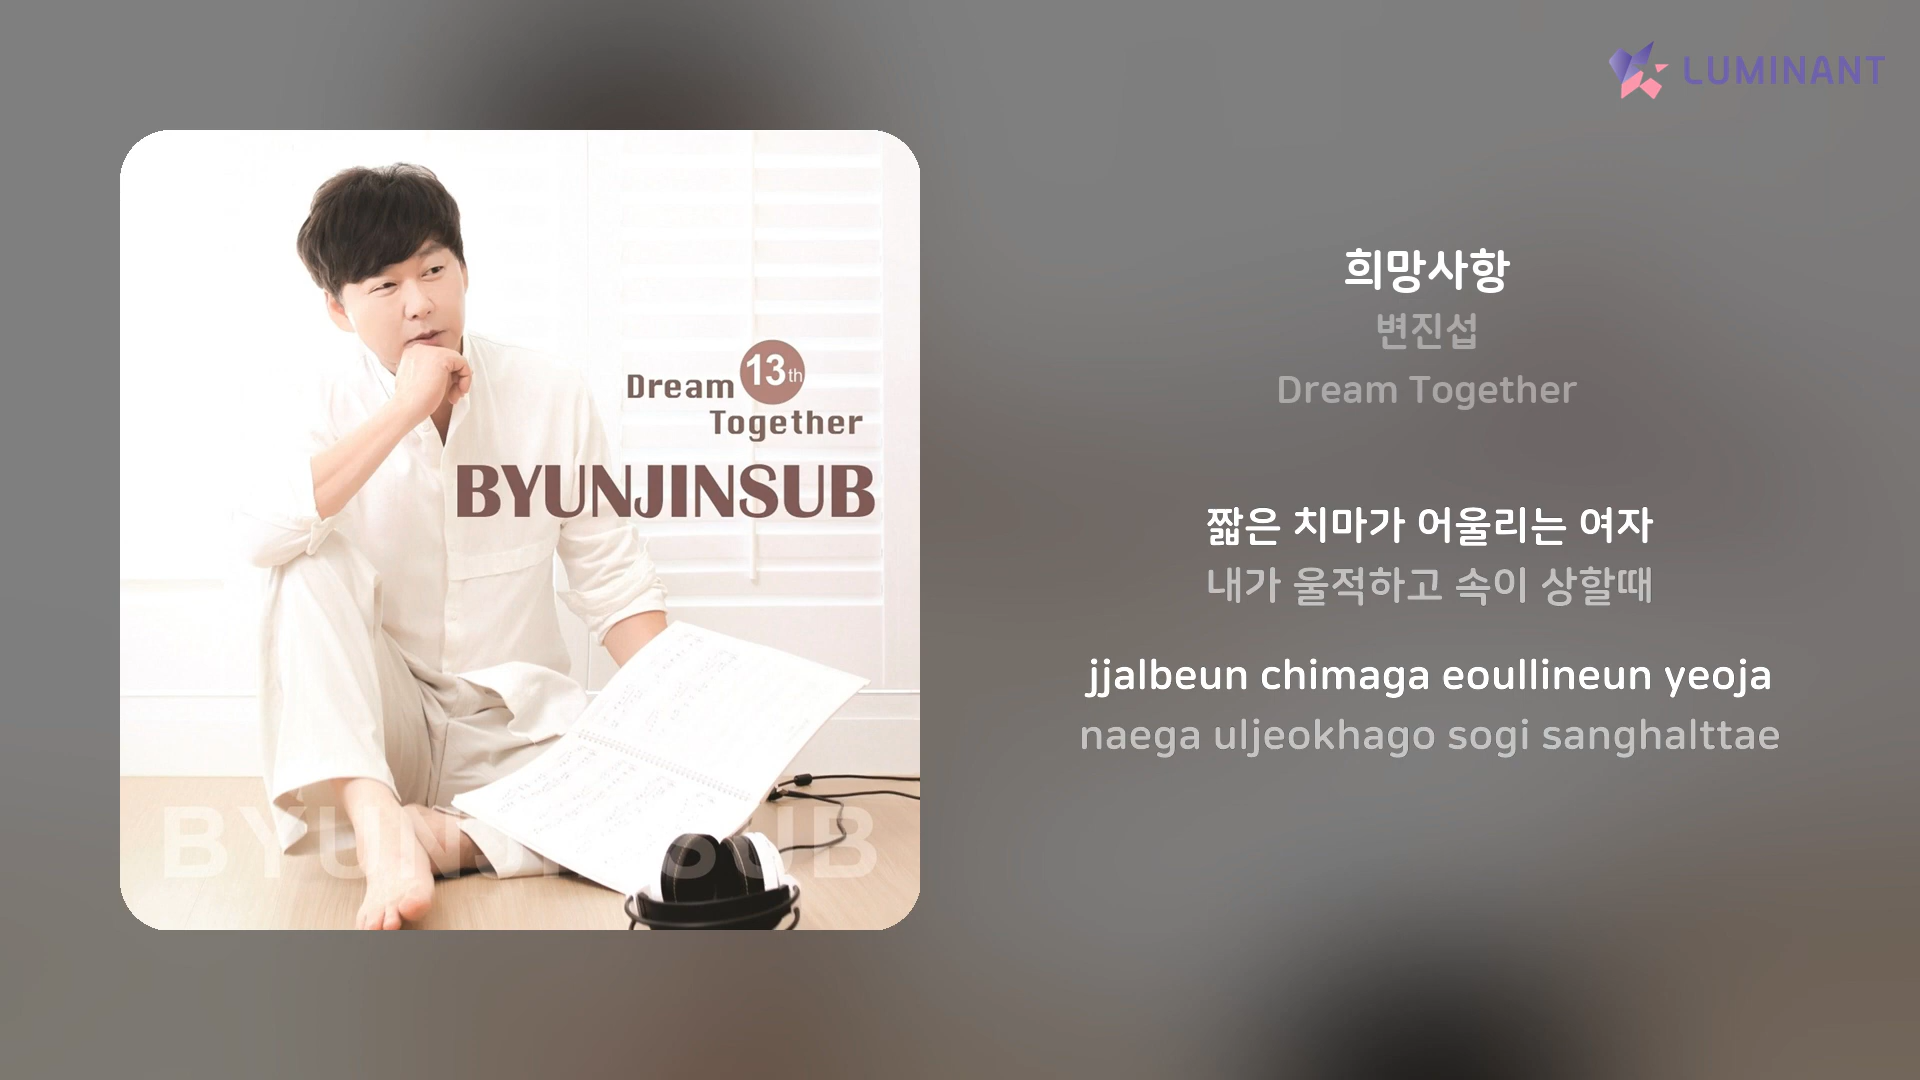 LUMINANT
Dream 13th
Together
BYUNJINSUB
BYUNJINSUB
희망사항
변진섭
Dream Together
짧은 치마가 어울리는 여자
내가 울적하고 속이 상할때
jjalbeun chimaga eoullineun yeoja
naega uljeokhago sogi sanghalttae